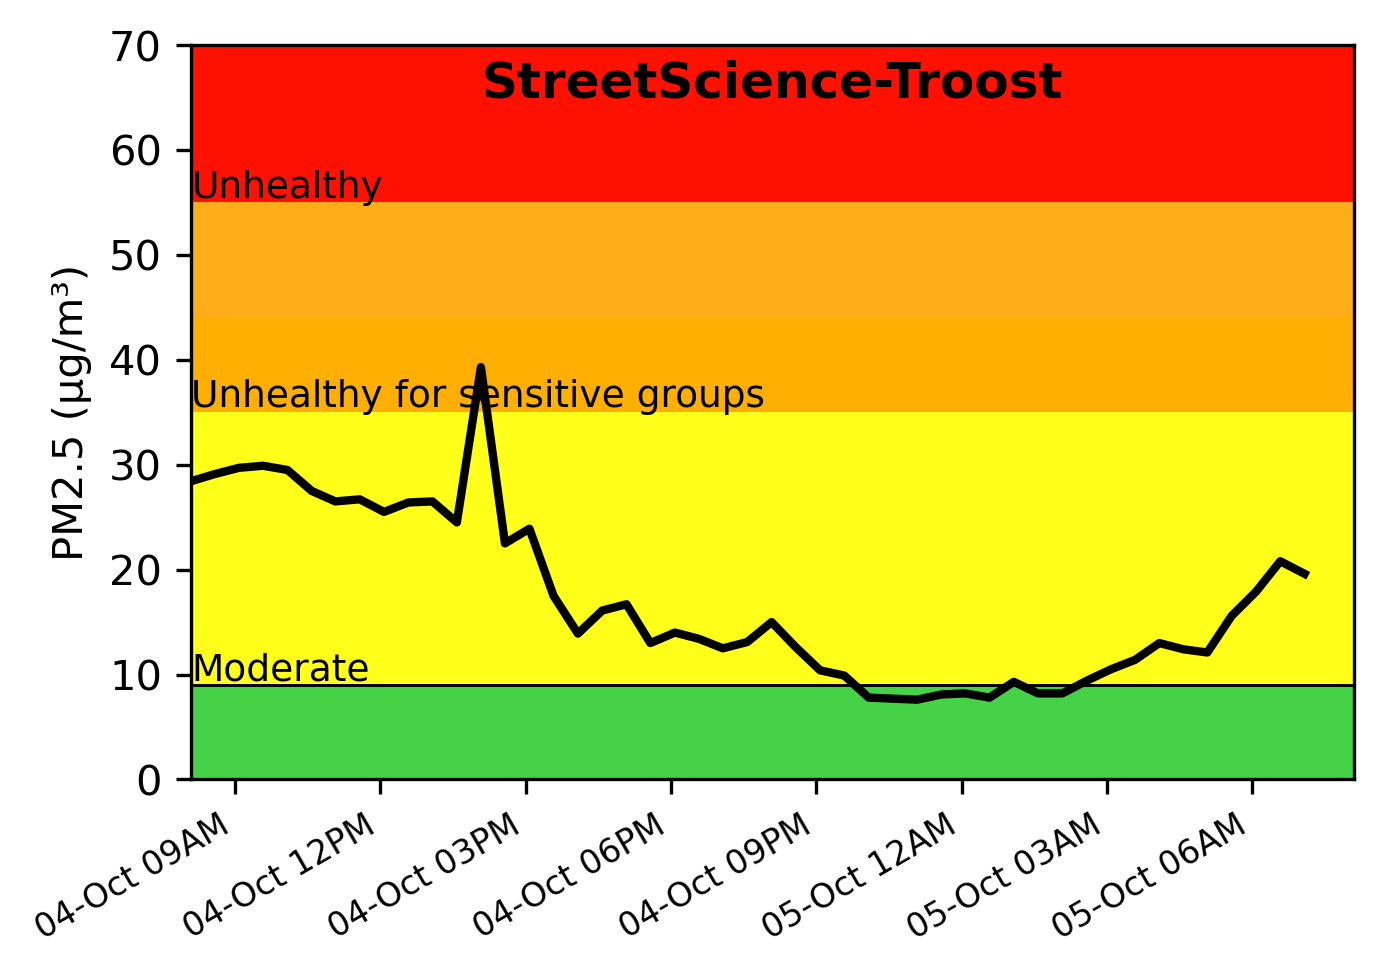 StreetScience-Troost
PM2.5 (μg/m³)
70
60
50
40
30
20
10
0
Unhealthy
Unhealthy for sensitive groups
Moderate
04-Oct 09AM
04-Oct 12PM
04-Oct 03PM
04-Oct 06PM
04-Oct 09PM
05-Oct 12AM
05-Oct 03AM
05-Oct 06AM